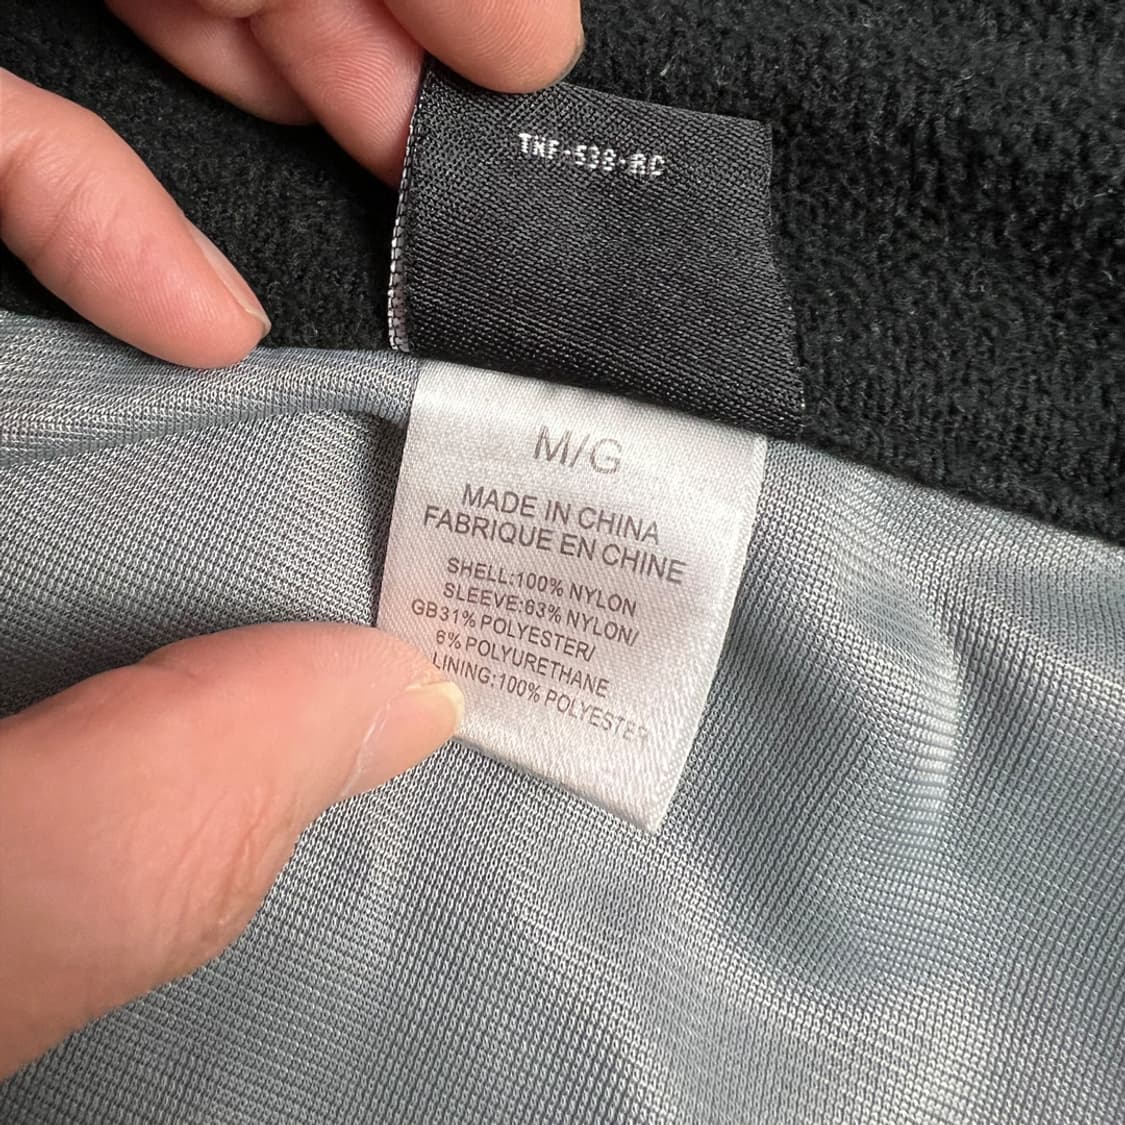 TNF-538-RC
M/G
MADE IN CHINA
FABRIQUE EN CHINE
SHELL:100% NYLON
SLEEVE:63% NYLON/
GB31% POLYESTER/
6% POLYURETHANE
LINING:100% POLYESTER